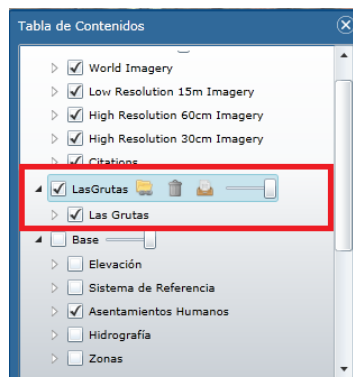 Tabla de Contenidos
World Imagery
Low Resolution 15m Imagery
High Resolution 60cm Imagery
High Resolution 30cm Imagery
Citations
LasGrutas
Las Grutas
Base
Elevación
Sistema de Referencia
Asentamientos Humanos
Hidrografía
Zonas